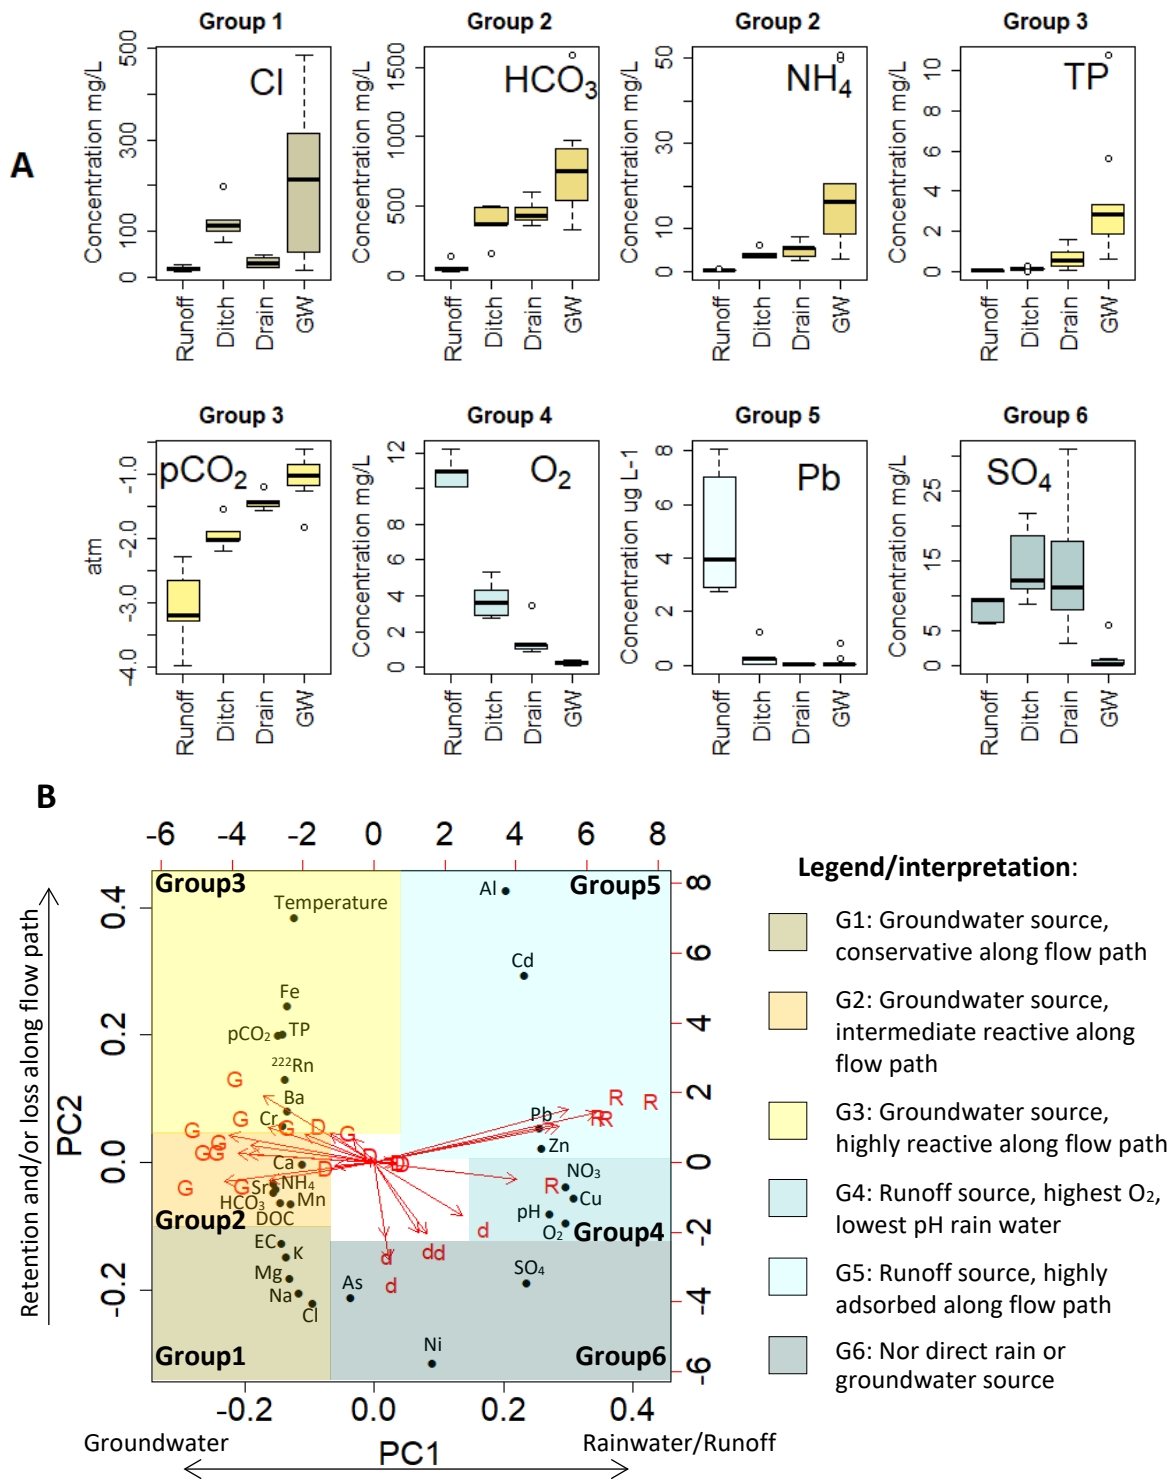 A
Group 1
Group 2
Group 2
Group 3
Concentration mg/L
500
300
100
0
Cl
Runoff
Ditch
Drain
GW
Concentration mg/L
1500
1000
500
0
HCO3
Runoff
Ditch
Drain
GW
Concentration mg/L
50
30
10
0
NH4
Runoff
Ditch
Drain
GW
Concentration mg/L
10
8
6
4
2
0
TP
Runoff
Ditch
Drain
GW
Group 3
Group 4
Group 5
Group 6
atm
-1.0
-2.0
-3.0
-4.0
pCO2
Runoff
Ditch
Drain
GW
Concentration mg/L
12
10
8
6
4
2
0
O2
Runoff
Ditch
Drain
GW
Concentration ug L-1
8
6
4
2
0
Pb
Runoff
Ditch
Drain
GW
Concentration mg/L
25
15
5
0
SO4
Runoff
Ditch
Drain
GW
B
-6 -4 -2 0 2 4 6 8
Group3
Group5
Temperature
Al
Cd
Fe
pCO2
TP
222Rn
Ba
Cr
Pb
Zn
Ca
NO3
Sr
NH4
Cu
HCO3
Mn
pH
DOC
O2
Group2
Group4
EC
K
Mg
As
SO4
Na
Cl
Ni
Group1
Group6
G G G G G G G G G G G
D D D D D D
d d d d d
R R R R R
0.4
0.2
0.0
-0.2
8
6
4
2
0
-2
-4
-6
-0.2 0.0 0.2 0.4
PC2
Retention and/or loss along flow path
Groundwater
PC1
Rainwater/Runoff
Legend/interpretation:
G1: Groundwater source,
conservative along flow path
G2: Groundwater source,
intermediate reactive along
flow path
G3: Groundwater source,
highly reactive along flow path
G4: Runoff source, highest O2,
lowest pH rain water
G5: Runoff source, highly
adsorbed along flow path
G6: Nor direct rain or
groundwater source